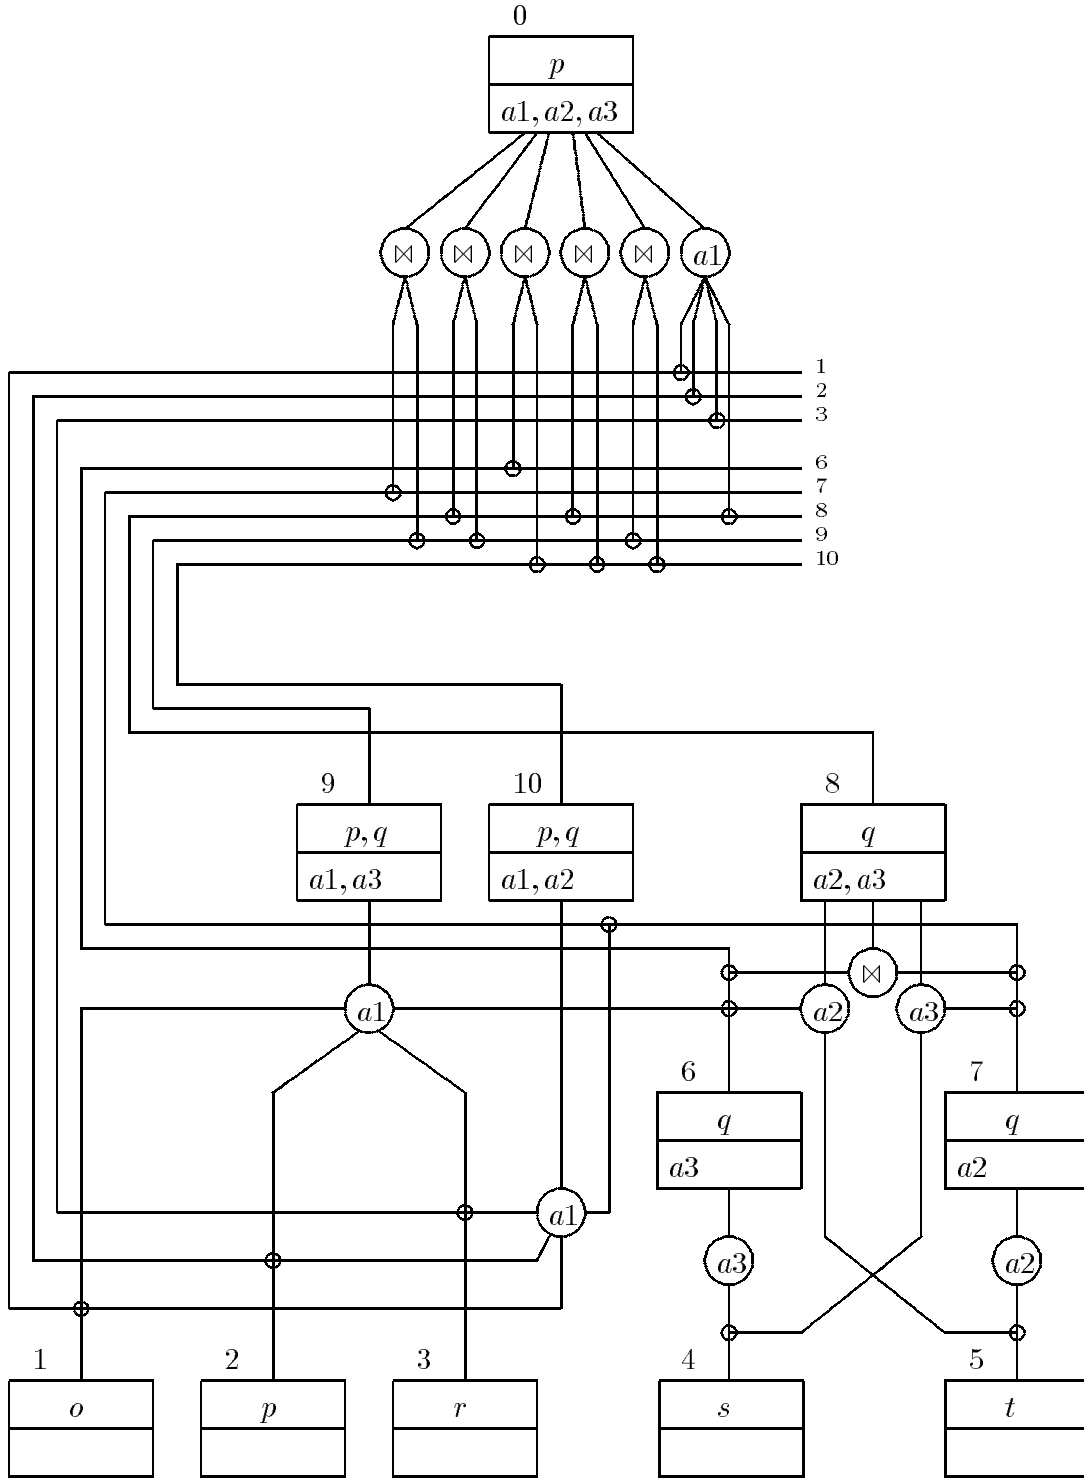 0
p
a1, a2, a3
⋈ ⋈ ⋈ ⋈ ⋈ a1
1
2
3
6
7
8
9
10
9 10 8
p, q p, q q
a1, a3 a1, a2 a2, a3
⋈
a1 a2 a3
6 7
q q
a3 a2
a1
a3 a2
1 2 3 4 5
o p r s t